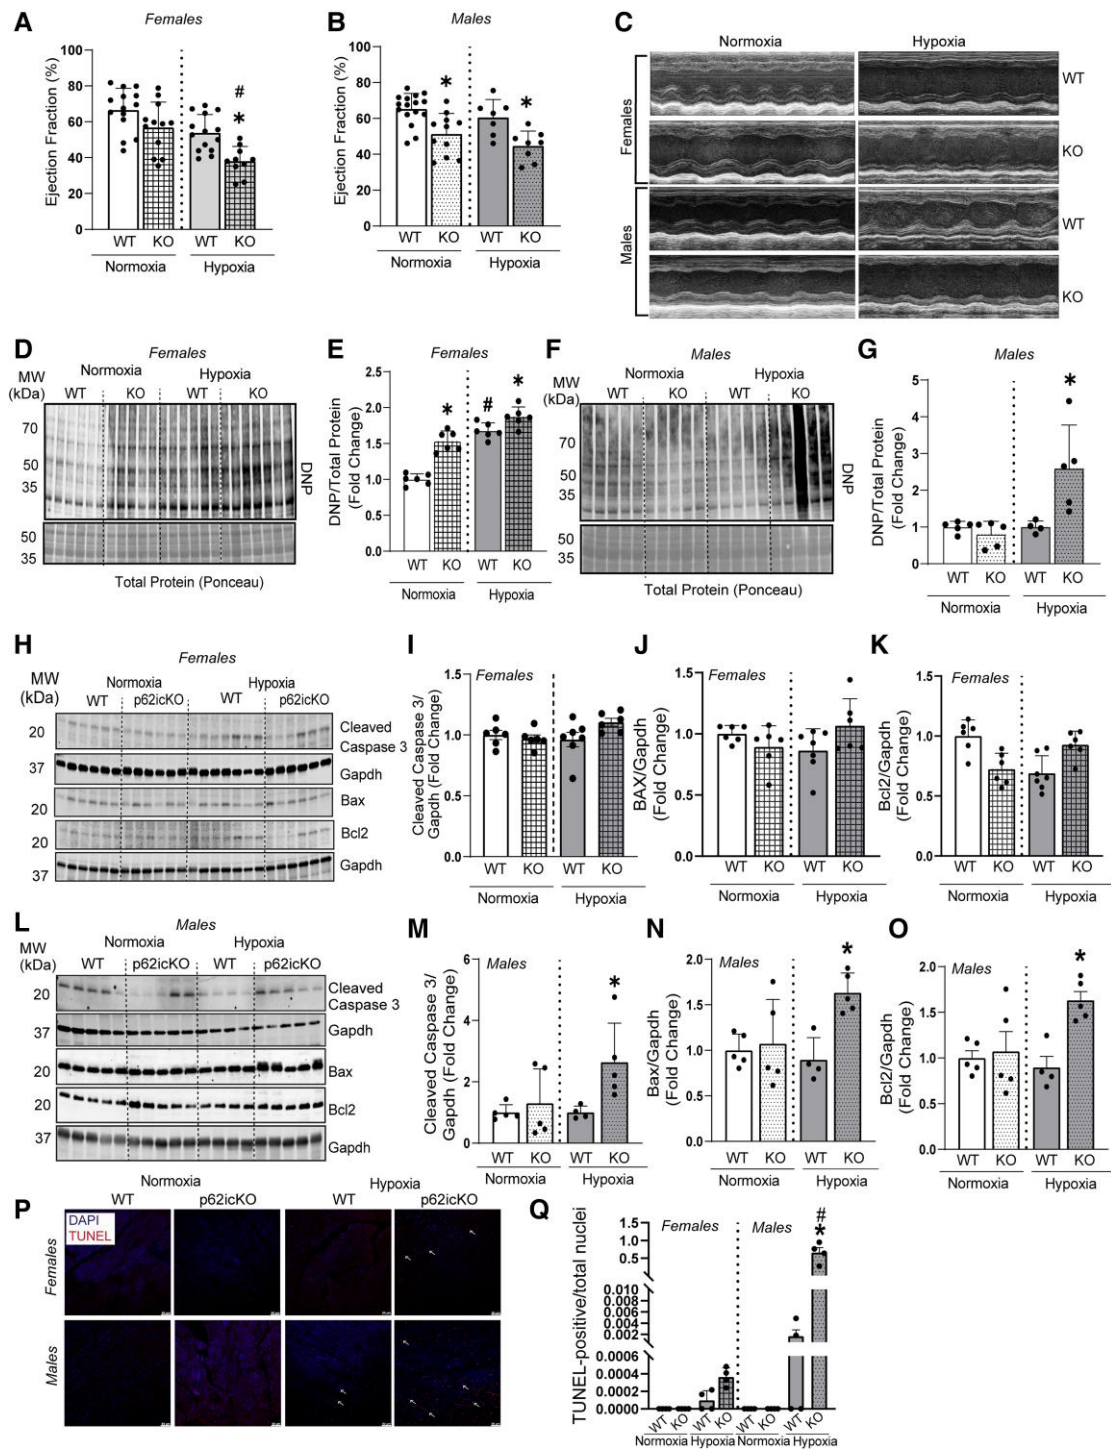 A
Females
Ejection Fraction (%)
100
80
60
40
20
0
#
*
WT KO WT KO
Normoxia Hypoxia
B
Males
Ejection Fraction (%)
100
80
60
40
20
0
*
*
WT KO WT KO
Normoxia Hypoxia
C
Normoxia Hypoxia
Females
Males
WT
KO
WT
KO
D
Females
Normoxia Hypoxia
MW
(kDa)
WT KO WT KO
70
50
35
DNP
50
35
Total Protein (Ponceau)
E
Females
DNP/Total Protein
(Fold Change)
2.5
2.0
1.5
1.0
0.5
0.0
*
#
*
WT KO WT KO
Normoxia Hypoxia
F
Males
Normoxia Hypoxia
MW
(kDa)
WT KO WT KO
70
50
35
DNP
50
35
Total Protein (Ponceau)
G
Males
DNP/Total Protein
(Fold Change)
5
4
3
2
1
0
*
WT KO WT KO
Normoxia Hypoxia
H
Females
MW
(kDa)
Normoxia Hypoxia
WT p62icKO WT p62icKO
20
Cleaved
Caspase 3
37
Gapdh
20
Bax
20
Bcl2
37
Gapdh
I
Females
Cleaved Caspase 3/
Gapdh (Fold Change)
1.5
1.0
0.5
0.0
WT KO WT KO
Normoxia Hypoxia
J
Females
BAX/Gapdh
(Fold Change)
1.5
1.0
0.5
0.0
WT KO WT KO
Normoxia Hypoxia
K
Females
Bcl2/Gapdh
(Fold Change)
1.5
1.0
0.5
0.0
WT KO WT KO
Normoxia Hypoxia
L
Males
MW
(kDa)
Normoxia Hypoxia
WT p62icKO WT p62icKO
20
Cleaved
Caspase 3
37
Gapdh
20
Bax
20
Bcl2
37
Gapdh
M
Males
Cleaved Caspase 3/
Gapdh (Fold Change)
6
4
2
0
*
WT KO WT KO
Normoxia Hypoxia
N
Males
Bax/Gapdh
(Fold Change)
2.0
1.5
1.0
0.5
0.0
*
WT KO WT KO
Normoxia Hypoxia
O
Males
Bcl2/Gapdh
(Fold Change)
2.0
1.5
1.0
0.5
0.0
*
WT KO WT KO
Normoxia Hypoxia
P
Normoxia Hypoxia
WT p62icKO WT p62icKO
DAPI
TUNEL
Females
Males
Q
Females Males
TUNEL-positive/total nuclei
1.5
1.0
0.5
0.010
0.008
0.006
0.004
0.002
0.0006
0.0004
0.0002
0.0000
#
*
WT KO WT KO WT KO WT KO
Normoxia Hypoxia Normoxia Hypoxia